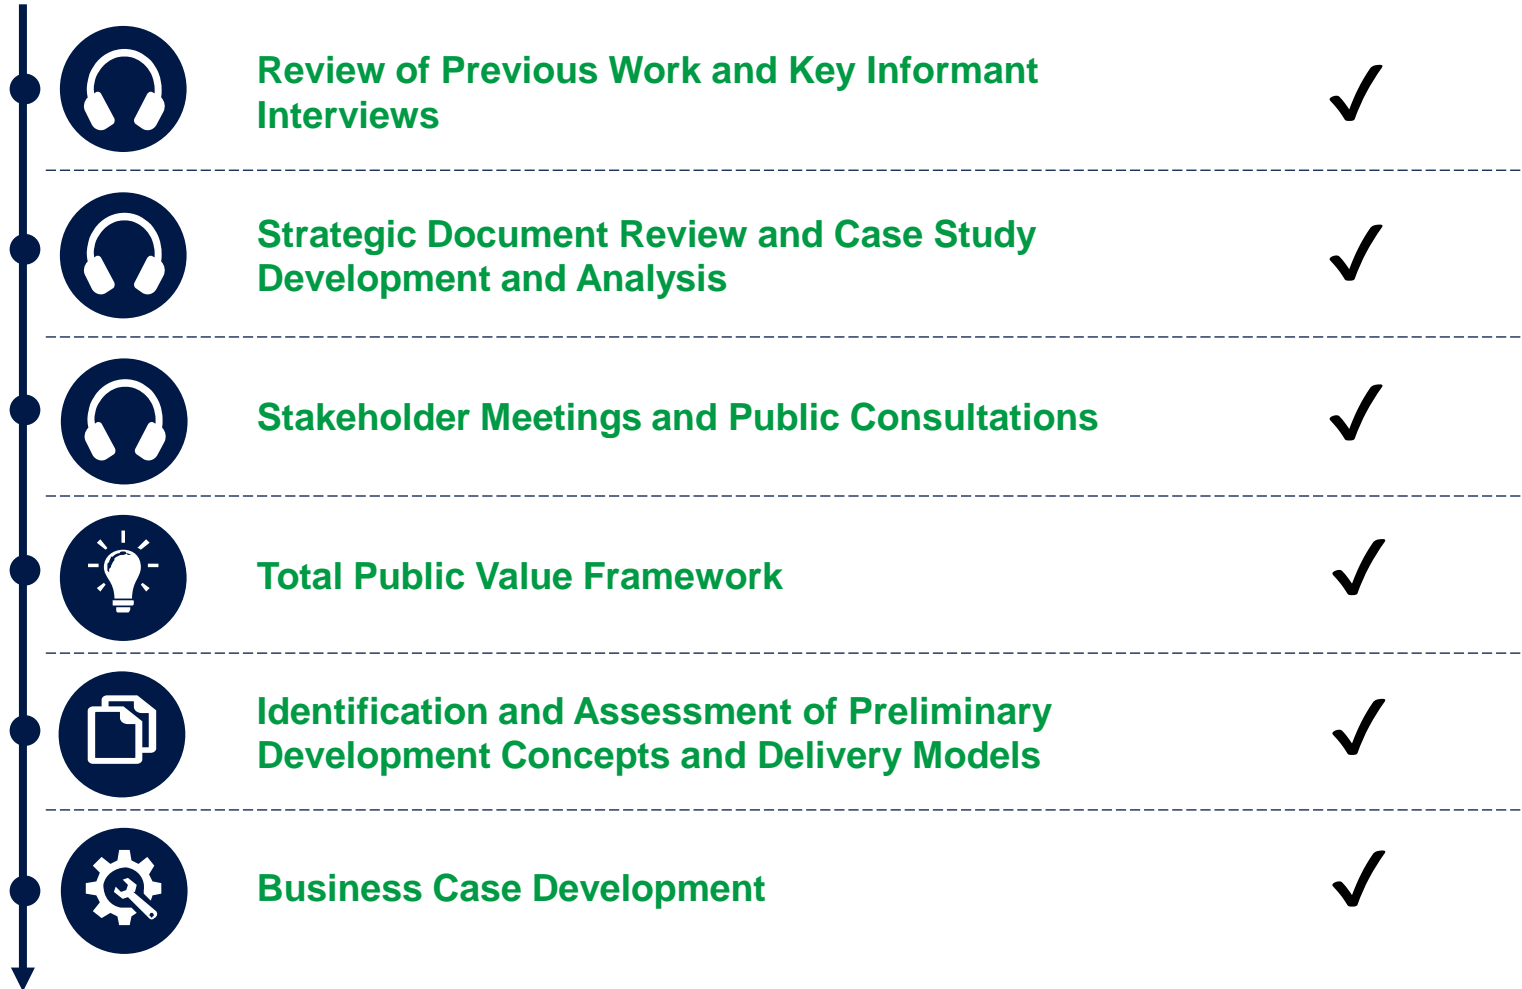 Review of Previous Work and Key Informant
Interviews
Strategic Document Review and Case Study
Development and Analysis
Stakeholder Meetings and Public Consultations
Total Public Value Framework
Identification and Assessment of Preliminary
Development Concepts and Delivery Models
Business Case Development